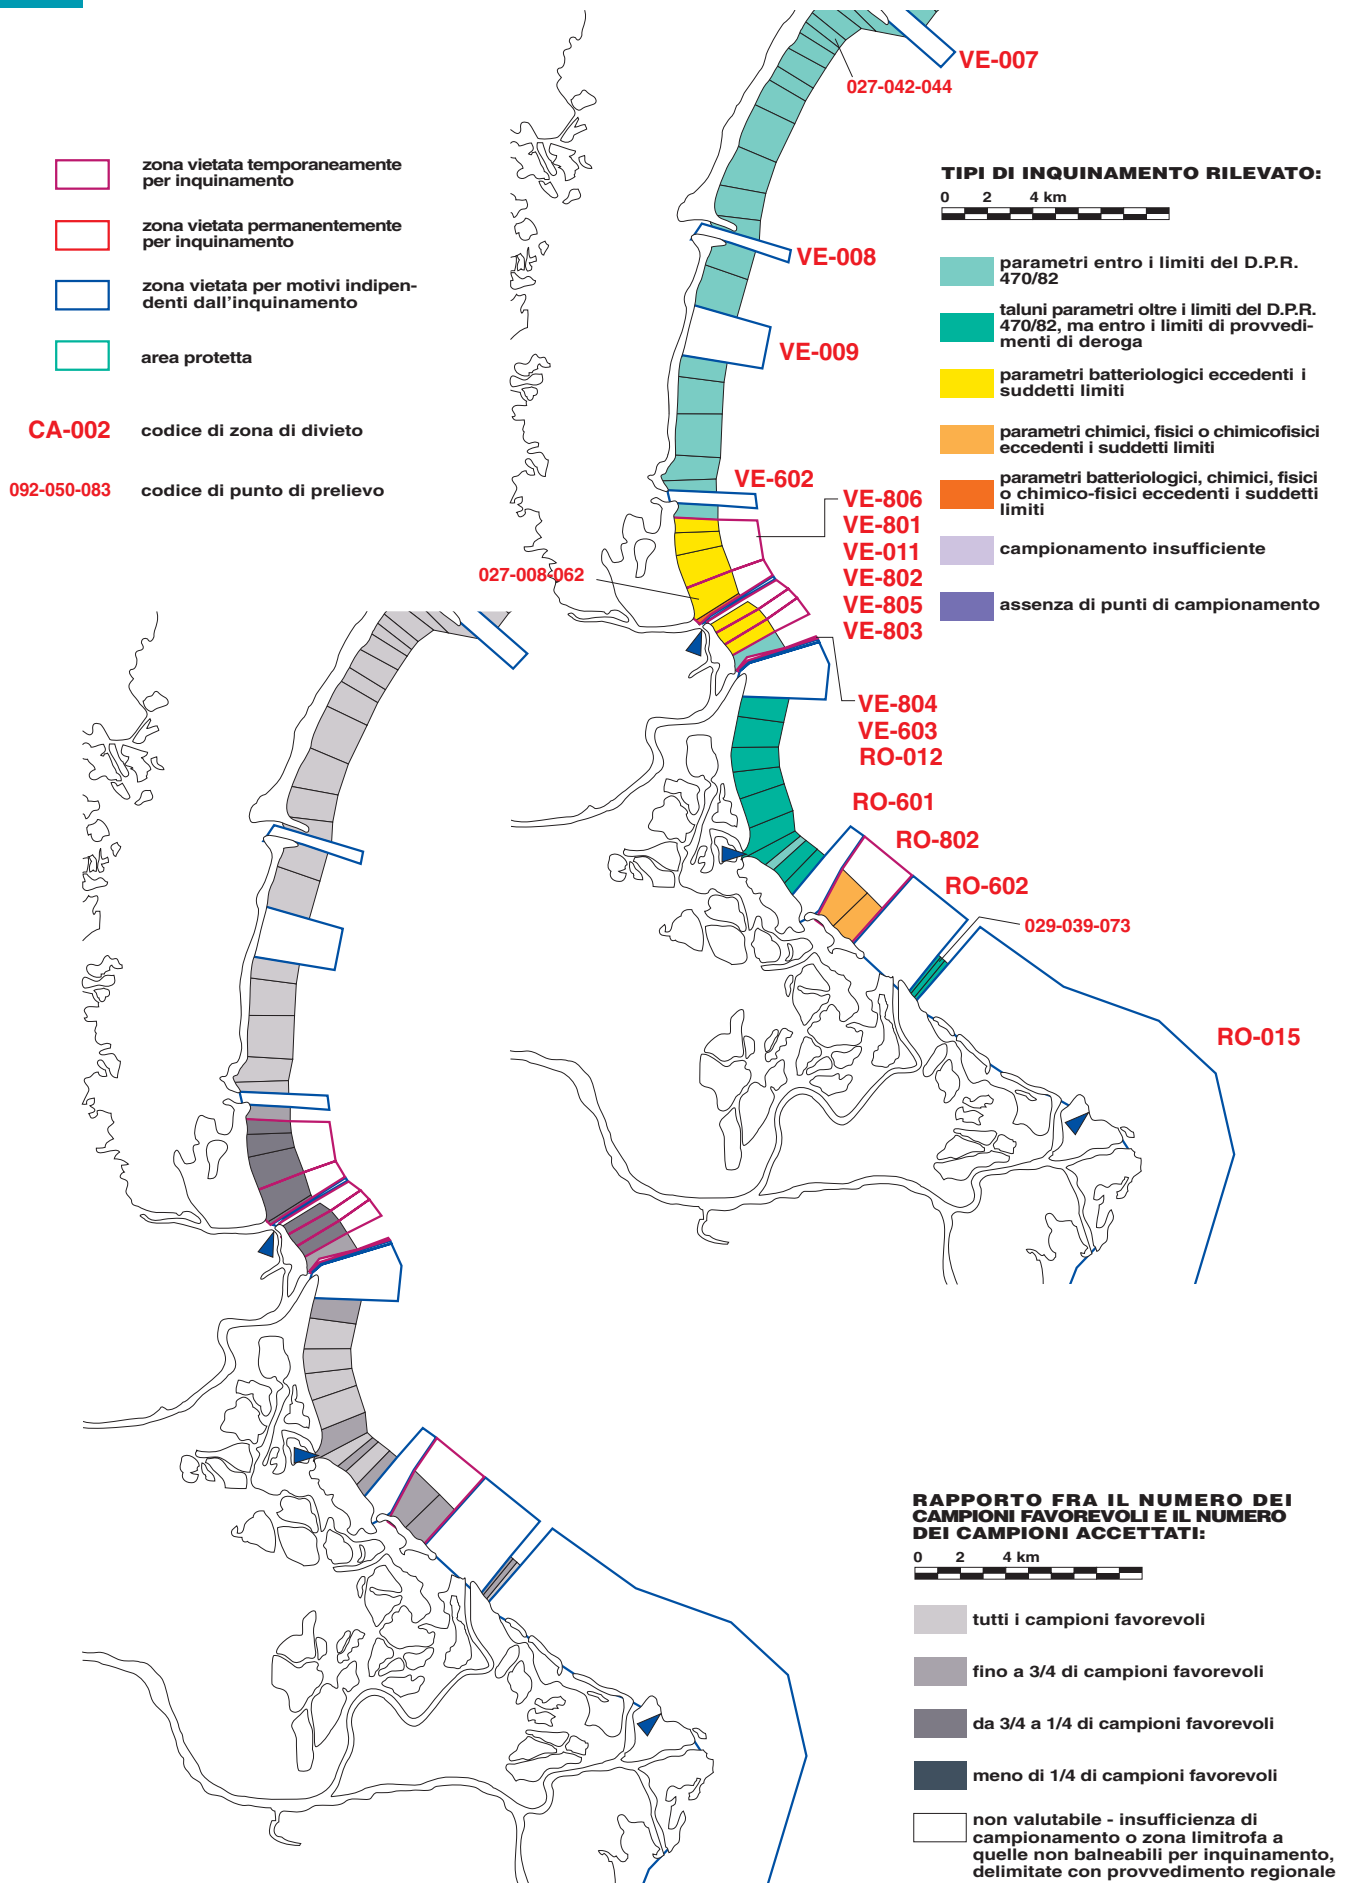 VE-007
027-042-044
zona vietata temporaneamente
per inquinamento
zona vietata permanentemente
per inquinamento
zona vietata per motivi indipen-
denti dall'inquinamento
area protetta
CA-002 codice di zona di divieto
092-050-083 codice di punto di prelievo
TIPI DI INQUINAMENTO RILEVATO:
0 2 4 km
parametri entro i limiti del D.P.R.
470/82
taluni parametri oltre i limiti del D.P.R.
470/82, ma entro i limiti di provvedi-
menti di deroga
parametri batteriologici eccedenti i
suddetti limiti
parametri chimici, fisici o chimicofisici
eccedenti i suddetti limiti
parametri batteriologici, chimici, fisici
o chimico-fisici eccedenti i suddetti
limiti
campionamento insufficiente
assenza di punti di campionamento
VE-008
VE-009
VE-602
VE-806
VE-801
VE-011
VE-802
VE-805
VE-803
027-008-062
VE-804
VE-603
RO-012
RO-601
RO-802
RO-602
029-039-073
RO-015
RAPPORTO FRA IL NUMERO DEI
CAMPIONI FAVOREVOLI E IL NUMERO
DEI CAMPIONI ACCETTATI:
0 2 4 km
tutti i campioni favorevoli
fino a 3/4 di campioni favorevoli
da 3/4 a 1/4 di campioni favorevoli
meno di 1/4 di campioni favorevoli
non valutabile - insufficienza di
campionamento o zona limitrofa a
quelle non balneabili per inquinamento,
delimitate con provvedimento regionale